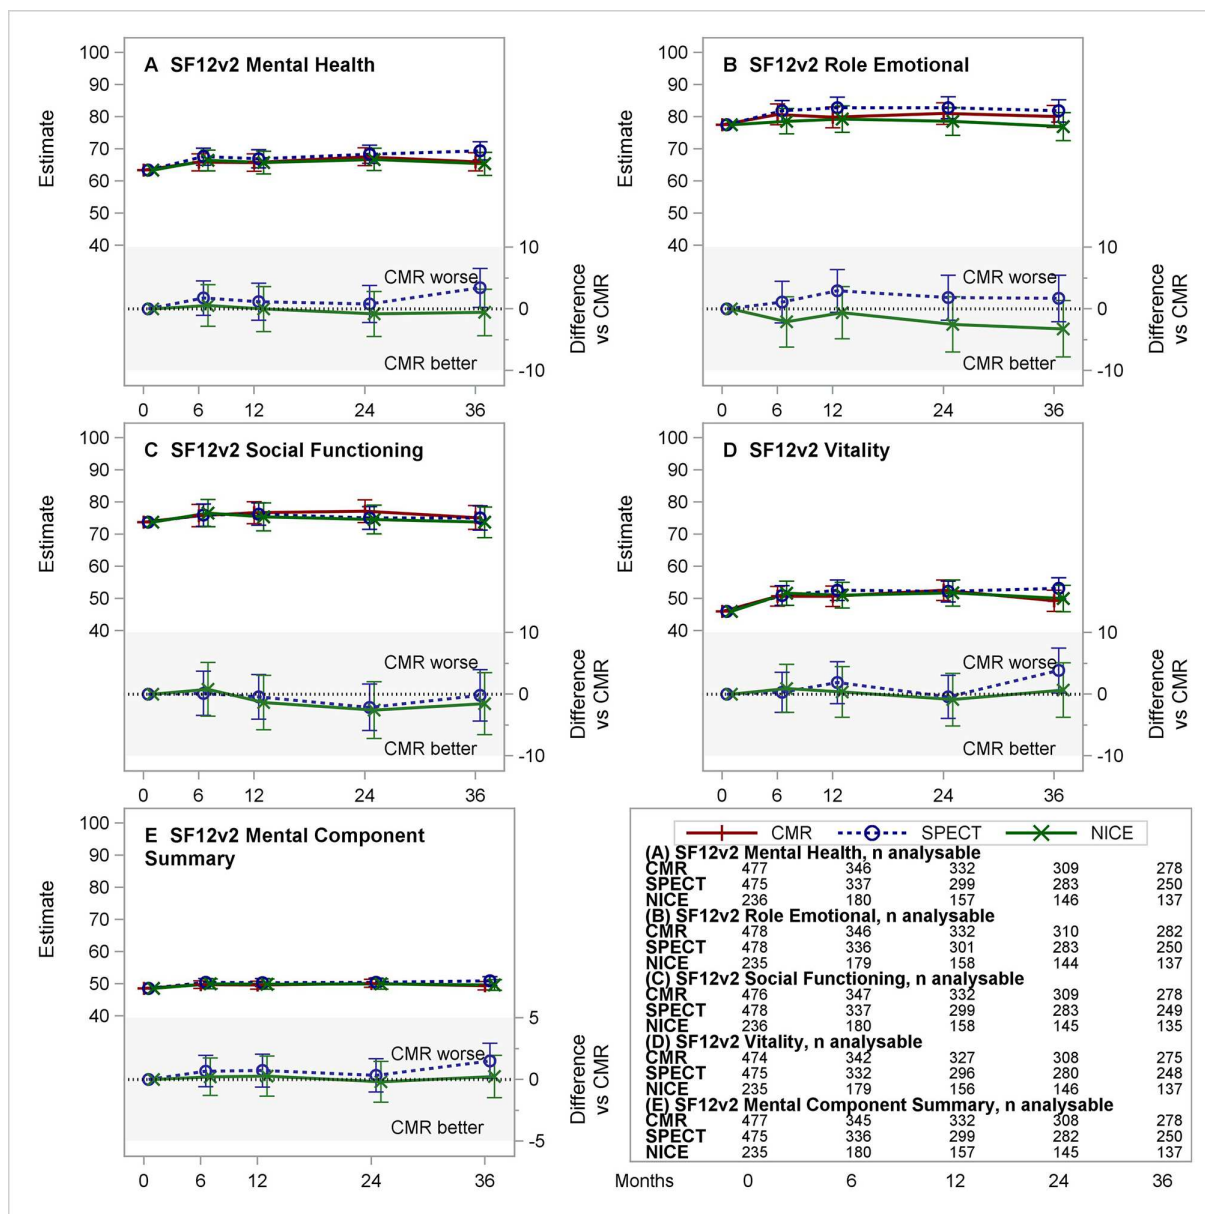 A SF12v2 Mental Health
100
90
80
70
60
50
40
Estimate
CMR worse
CMR better
10
0
-10
Difference
vs CMR
0 6 12 24 36
B SF12v2 Role Emotional
100
90
80
70
60
50
40
Estimate
CMR worse
CMR better
10
0
-10
Difference
vs CMR
0 6 12 24 36
C SF12v2 Social Functioning
100
90
80
70
60
50
40
Estimate
CMR worse
CMR better
10
0
-10
Difference
vs CMR
0 6 12 24 36
D SF12v2 Vitality
100
90
80
70
60
50
40
Estimate
CMR worse
CMR better
10
0
-10
Difference
vs CMR
0 6 12 24 36
E SF12v2 Mental Component
Summary
100
90
80
70
60
50
40
Estimate
CMR worse
CMR better
5
0
-5
Difference
vs CMR
0 6 12 24 36
CMR SPECT NICE
(A) SF12v2 Mental Health, n analysable
CMR 477 346 332 309 278
SPECT 475 337 299 283 250
NICE 236 180 157 146 137
(B) SF12v2 Role Emotional, n analysable
CMR 478 346 332 310 282
SPECT 478 336 301 283 250
NICE 235 179 158 144 137
(C) SF12v2 Social Functioning, n analysable
CMR 476 347 332 309 278
SPECT 478 337 299 283 249
NICE 236 180 158 145 135
(D) SF12v2 Vitality, n analysable
CMR 474 342 327 308 275
SPECT 475 332 296 280 248
NICE 235 179 156 146 137
(E) SF12v2 Mental Component Summary, n analysable
CMR 477 345 332 308 278
SPECT 475 336 299 282 250
NICE 235 180 157 145 137
Months 0 6 12 24 36